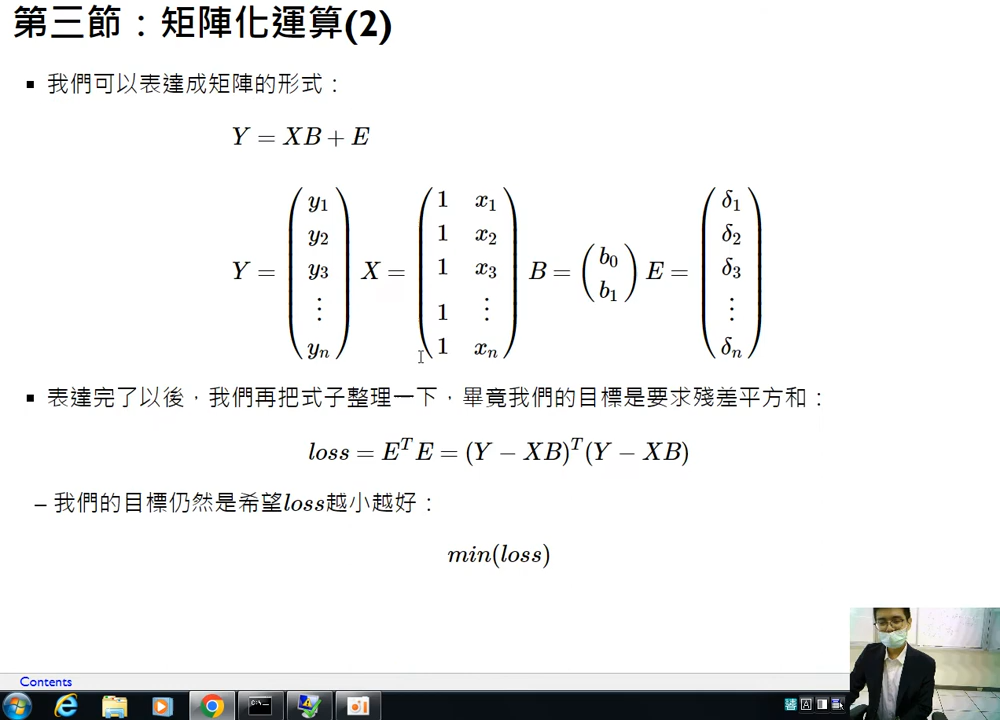 第三節：矩陣化運算(2)
▪ 我們可以表達成矩陣的形式：
Y = XB + E
Y = (y₁ y₂ y₃ ⋮ yₙ) X = (1 x₁ 1 x₂ 1 x₃ 1 ⋮ 1 xₙ) B = (b₀ b₁) E = (δ₁ δ₂ δ₃ ⋮ δₙ)
▪ 表達完了以後，我們再把式子整理一下，畢竟我們的目標是要求殘差平方和：
loss = EᵀE = (Y − XB)ᵀ(Y − XB)
– 我們的目標仍然是希望loss越小越好：
min(loss)
Contents